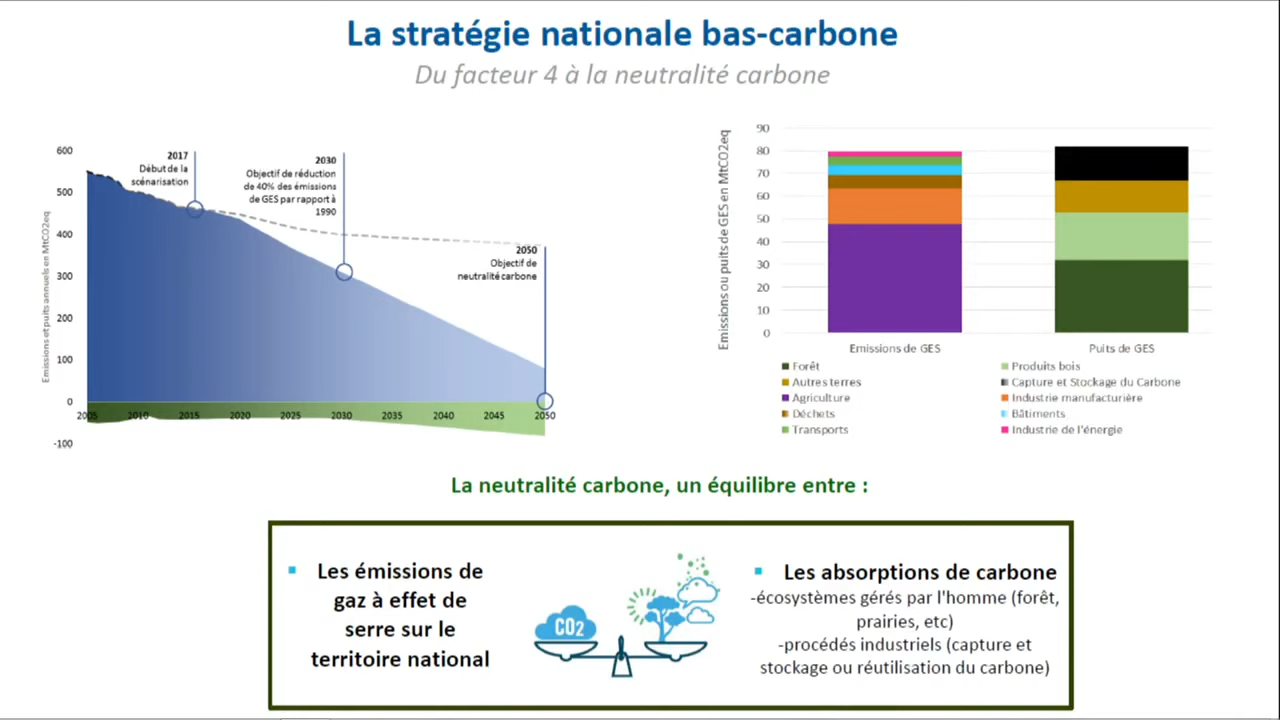 La stratégie nationale bas-carbone
Du facteur 4 à la neutralité carbone
Emissions et puits annuels en MtCO2eq
600
500
400
300
200
100
0
-100
2017
Début de la
scénarisation
2030
Objectif de réduction
de 40% des émissions
de GES par rapport à
1990
2050
Objectif de
neutralité carbone
2005 2010 2015 2020 2025 2030 2035 2040 2045 2050
Emissions ou puits de GES en MtCO2eq
90
80
70
60
50
40
30
20
10
0
Emissions de GES Puits de GES
Forêt Produits bois
Autres terres Capture et Stockage du Carbone
Agriculture Industrie manufacturière
Déchets Bâtiments
Transports Industrie de l'énergie
La neutralité carbone, un équilibre entre :
Les émissions de
gaz à effet de
serre sur le
territoire national
CO2
Les absorptions de carbone
-écosystèmes gérés par l'homme (forêt,
prairies, etc)
-procédés industriels (capture et
stockage ou réutilisation du carbone)